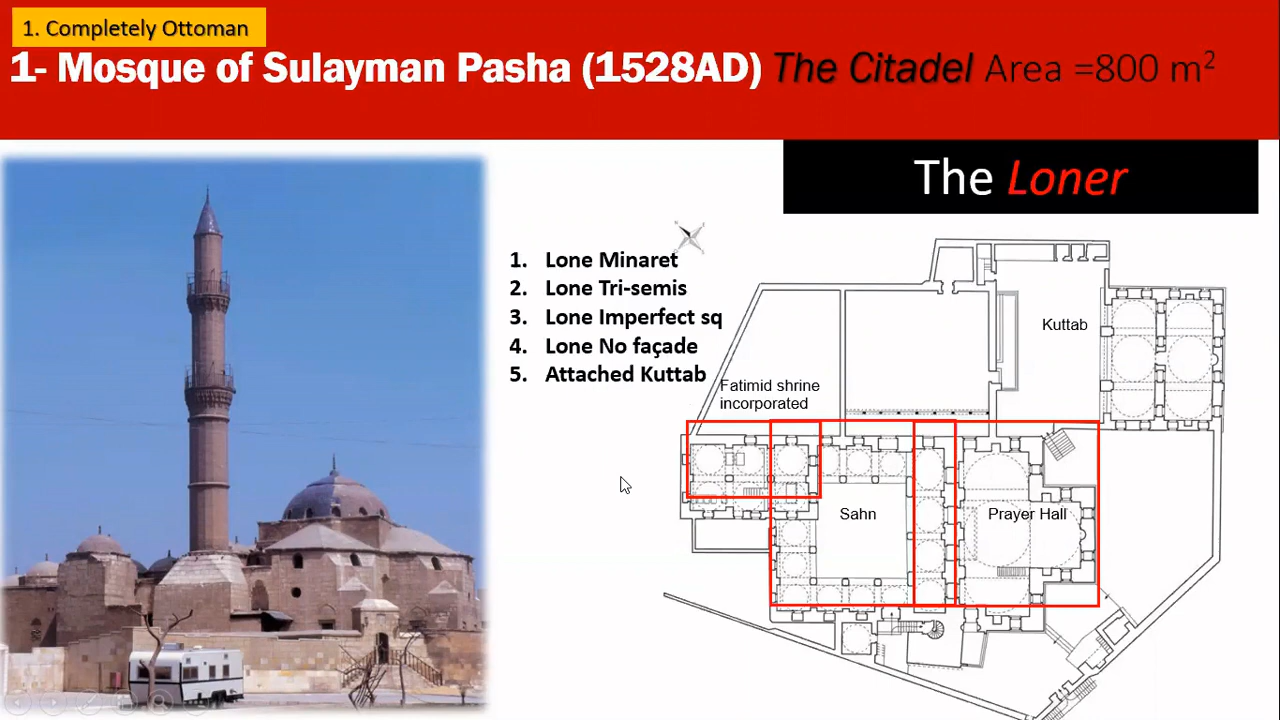 1. Completely Ottoman
1- Mosque of Sulayman Pasha (1528AD) The Citadel Area =800 m²
The Loner
1. Lone Minaret
2. Lone Tri-semis
3. Lone Imperfect sq
4. Lone No façade
5. Attached Kuttab
Kuttab
Fatimid shrine
incorporated
Sahn
Prayer Hall